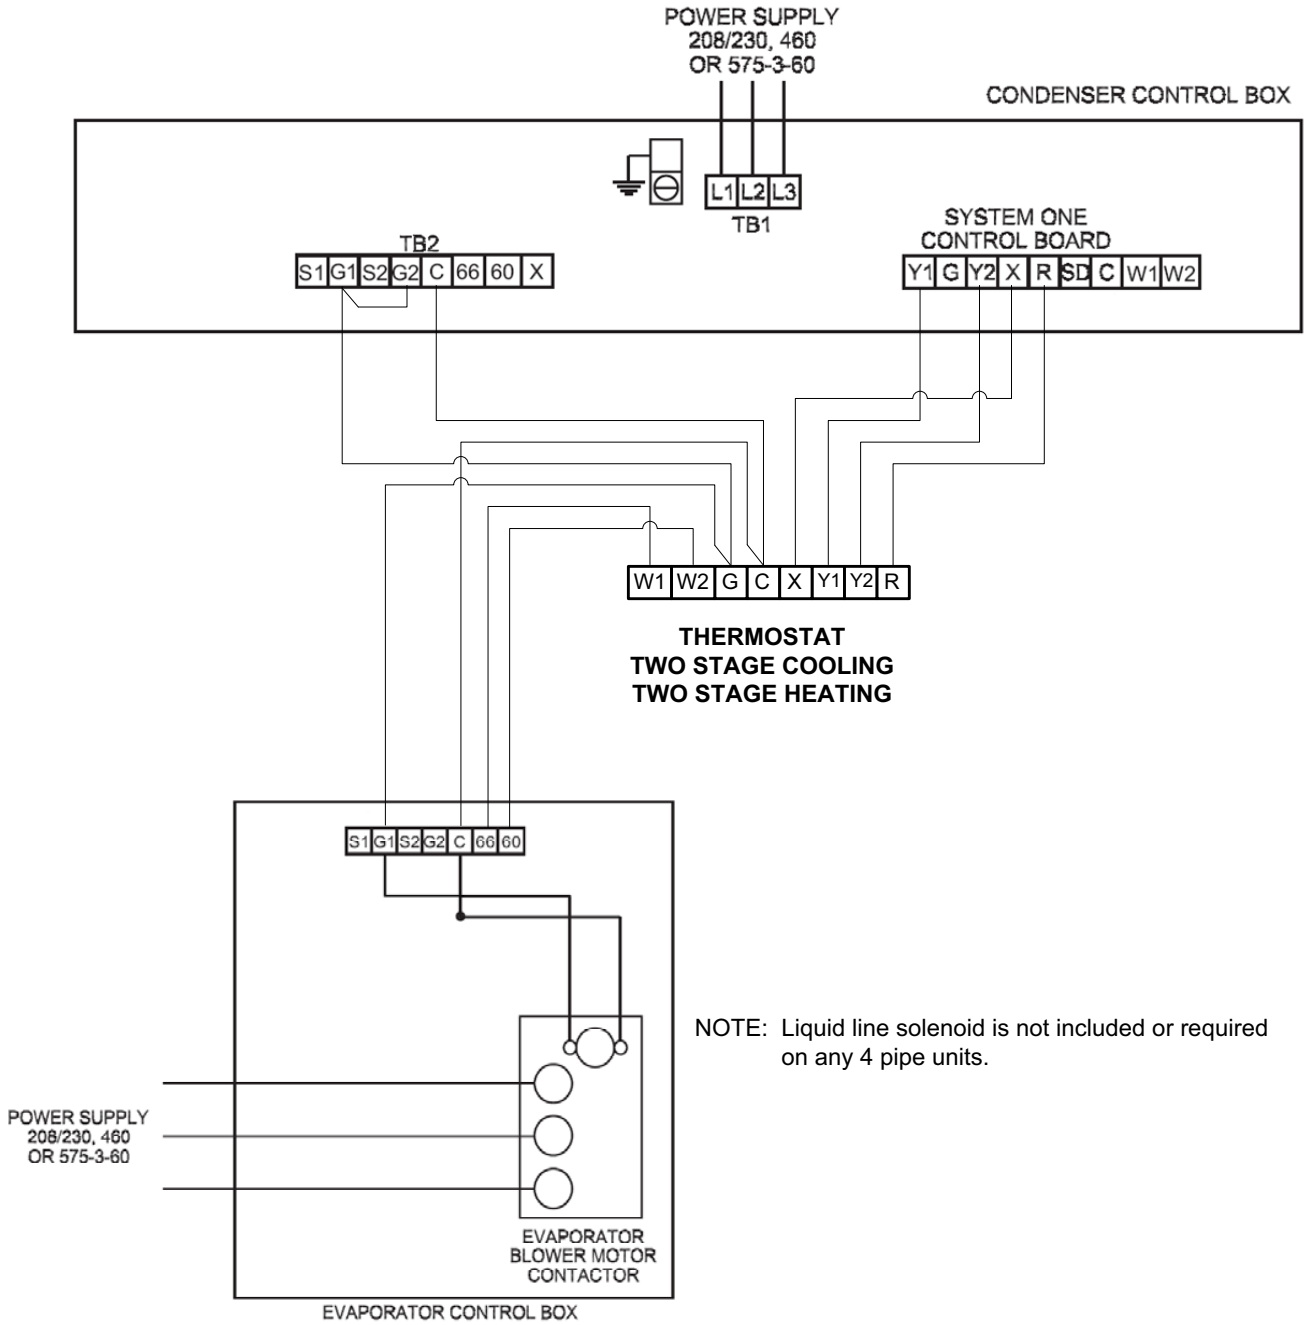 POWER SUPPLY
208/230, 460
OR 575-3-60
CONDENSER CONTROL BOX
L1 L2 L3
TB1
SYSTEM ONE
CONTROL BOARD
Y1 G Y2 X R SD C W1 W2
TB2
S1 G1 S2 G2 C 66 60 X
W1 W2 G C X Y1 Y2 R
THERMOSTAT
TWO STAGE COOLING
TWO STAGE HEATING
S1 G1 S2 G2 C 66 60
NOTE: Liquid line solenoid is not included or required
on any 4 pipe units.
POWER SUPPLY
208/230, 460
OR 575-3-60
EVAPORATOR
BLOWER MOTOR
CONTACTOR
EVAPORATOR CONTROL BOX